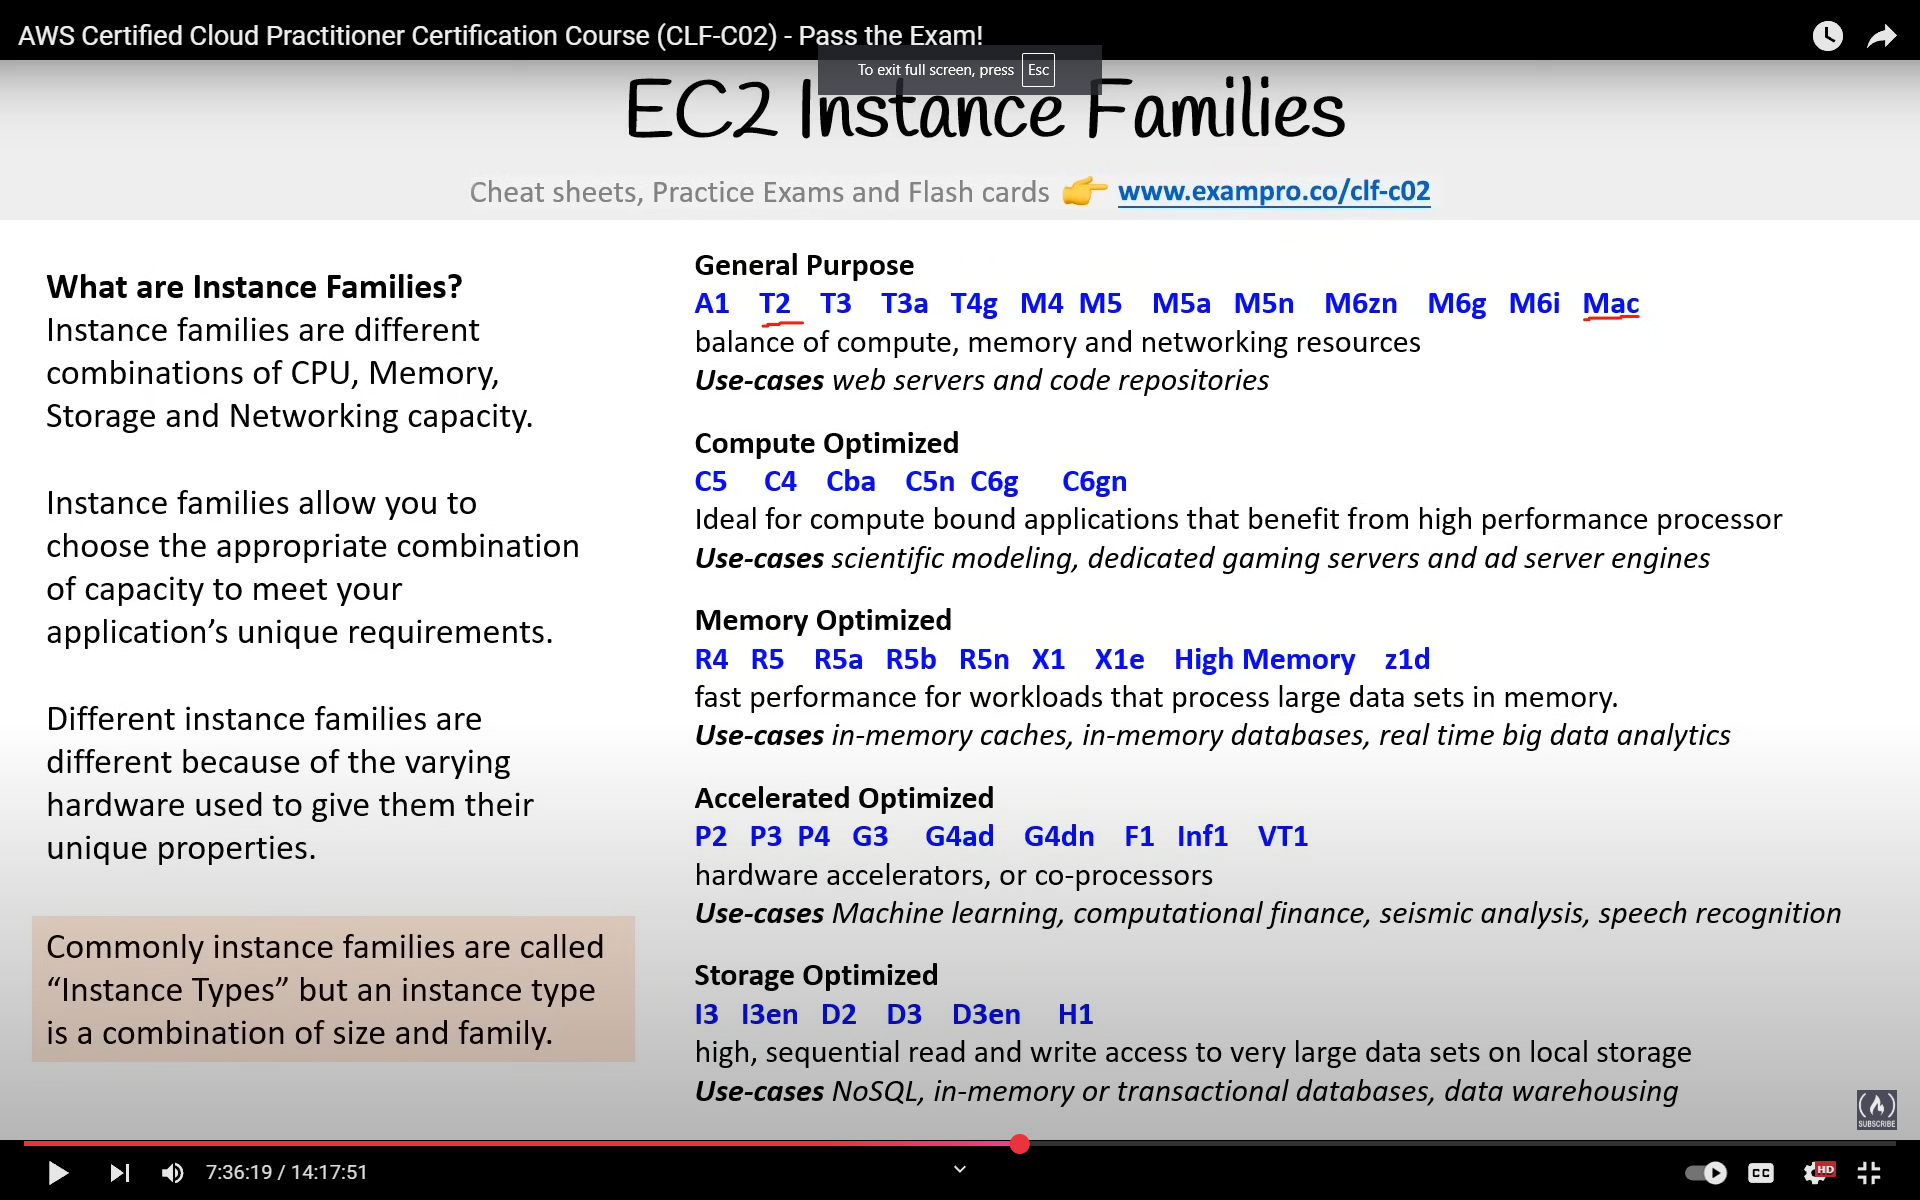 AWS Certified Cloud Practitioner Certification Course (CLF-C02) - Pass the Exam!
To exit full screen, press Esc
EC2 Instance Families
Cheat sheets, Practice Exams and Flash cards 👉 www.exampro.co/clf-c02
What are Instance Families?
Instance families are different
combinations of CPU, Memory,
Storage and Networking capacity.
Instance families allow you to
choose the appropriate combination
of capacity to meet your
application’s unique requirements.
Different instance families are
different because of the varying
hardware used to give them their
unique properties.
Commonly instance families are called
“Instance Types” but an instance type
is a combination of size and family.
General Purpose
A1 T2 T3 T3a T4g M4 M5 M5a M5n M6zn M6g M6i Mac
balance of compute, memory and networking resources
Use-cases web servers and code repositories
Compute Optimized
C5 C4 Cba C5n C6g C6gn
Ideal for compute bound applications that benefit from high performance processor
Use-cases scientific modeling, dedicated gaming servers and ad server engines
Memory Optimized
R4 R5 R5a R5b R5n X1 X1e High Memory z1d
fast performance for workloads that process large data sets in memory.
Use-cases in-memory caches, in-memory databases, real time big data analytics
Accelerated Optimized
P2 P3 P4 G3 G4ad G4dn F1 Inf1 VT1
hardware accelerators, or co-processors
Use-cases Machine learning, computational finance, seismic analysis, speech recognition
Storage Optimized
I3 I3en D2 D3 D3en H1
high, sequential read and write access to very large data sets on local storage
Use-cases NoSQL, in-memory or transactional databases, data warehousing
SUBSCRIBE
7:36:19 / 14:17:51
CC
HD